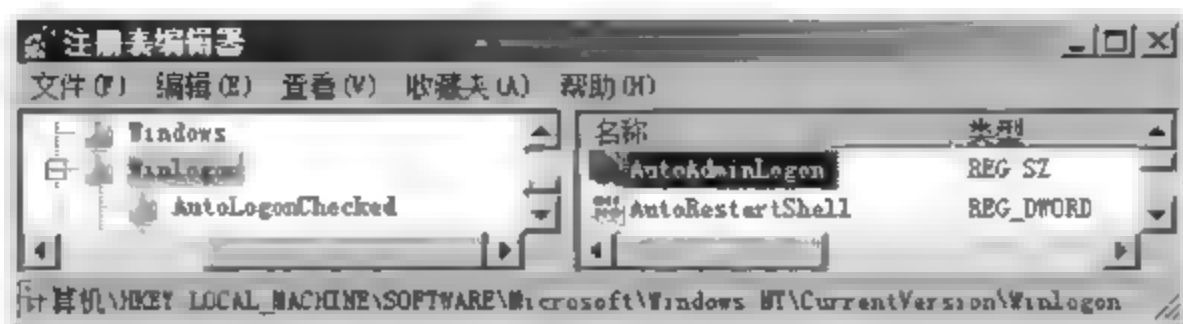 注册表编辑器
文件(F) 编辑(E) 查看(V) 收藏夹(A) 帮助(H)
Windows
Winlogon
AutoLogonChecked
名称 类型
AutoAdminLogon REG_SZ
AutoRestartShell REG_DWORD
计算机\HKEY_LOCAL_MACHINE\SOFTWARE\Microsoft\Windows NT\CurrentVersion\Winlogon